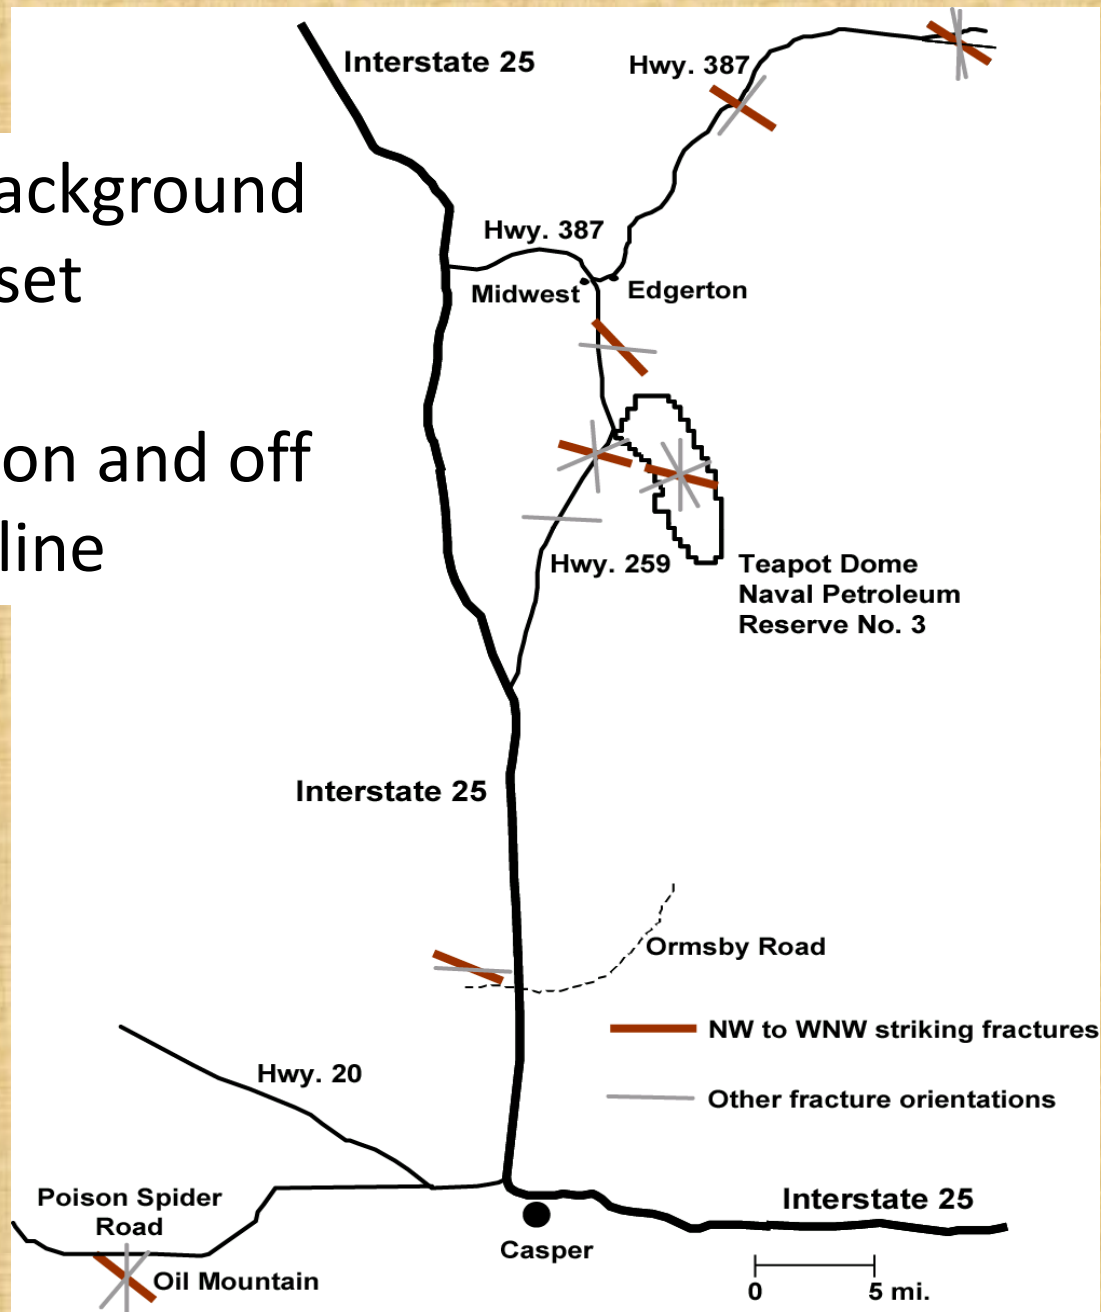 ackground
set
on and off
line
Interstate 25
Hwy. 387
Hwy. 387
Midwest
Edgerton
Hwy. 259
Teapot Dome
Naval Petroleum
Reserve No. 3
Interstate 25
Ormsby Road
NW to WNW striking fractures
Other fracture orientations
Hwy. 20
Poison Spider
Road
Oil Mountain
Casper
Interstate 25
0 5 mi.